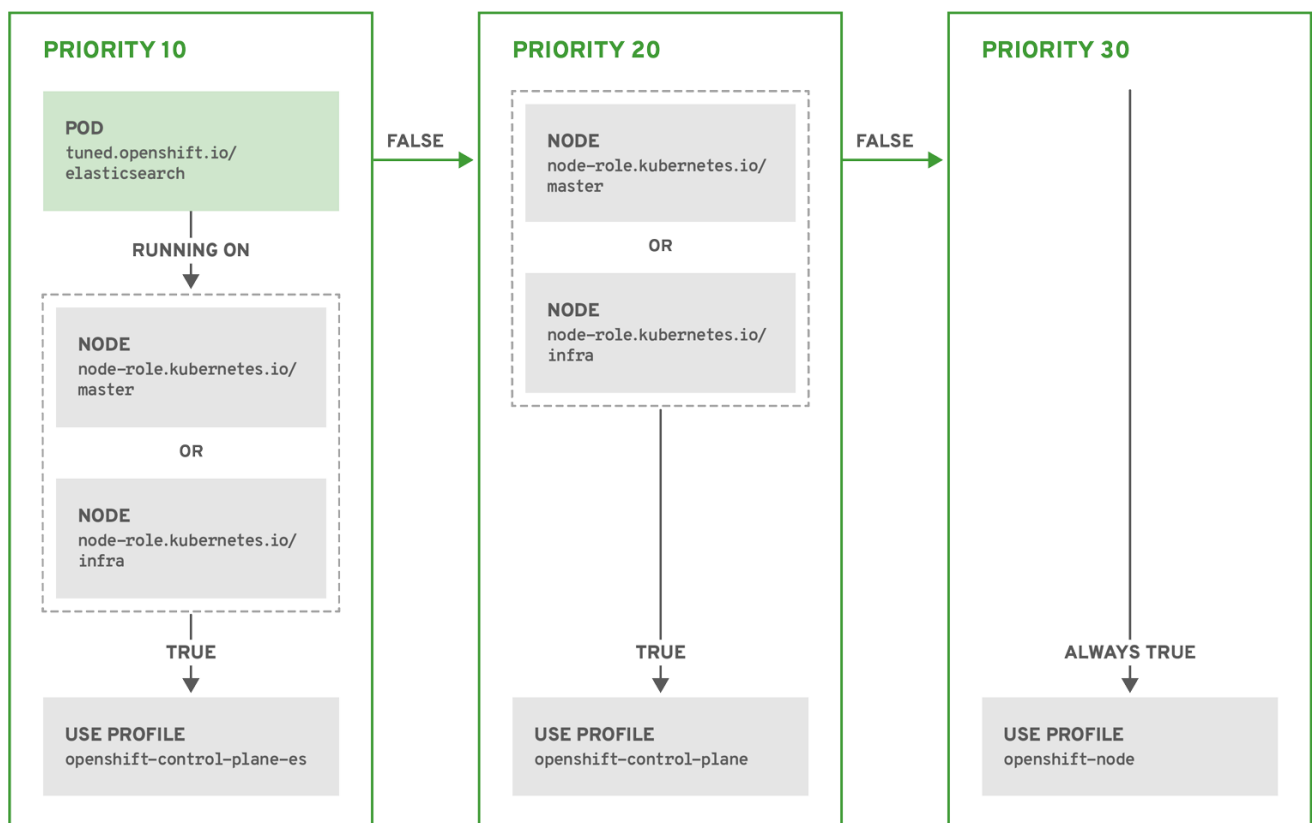 PRIORITY 10
POD
tuned.openshift.io/
elasticsearch
RUNNING ON
NODE
node-role.kubernetes.io/
master
OR
NODE
node-role.kubernetes.io/
infra
TRUE
USE PROFILE
openshift-control-plane-es
FALSE
PRIORITY 20
NODE
node-role.kubernetes.io/
master
OR
NODE
node-role.kubernetes.io/
infra
TRUE
USE PROFILE
openshift-control-plane
FALSE
PRIORITY 30
ALWAYS TRUE
USE PROFILE
openshift-node